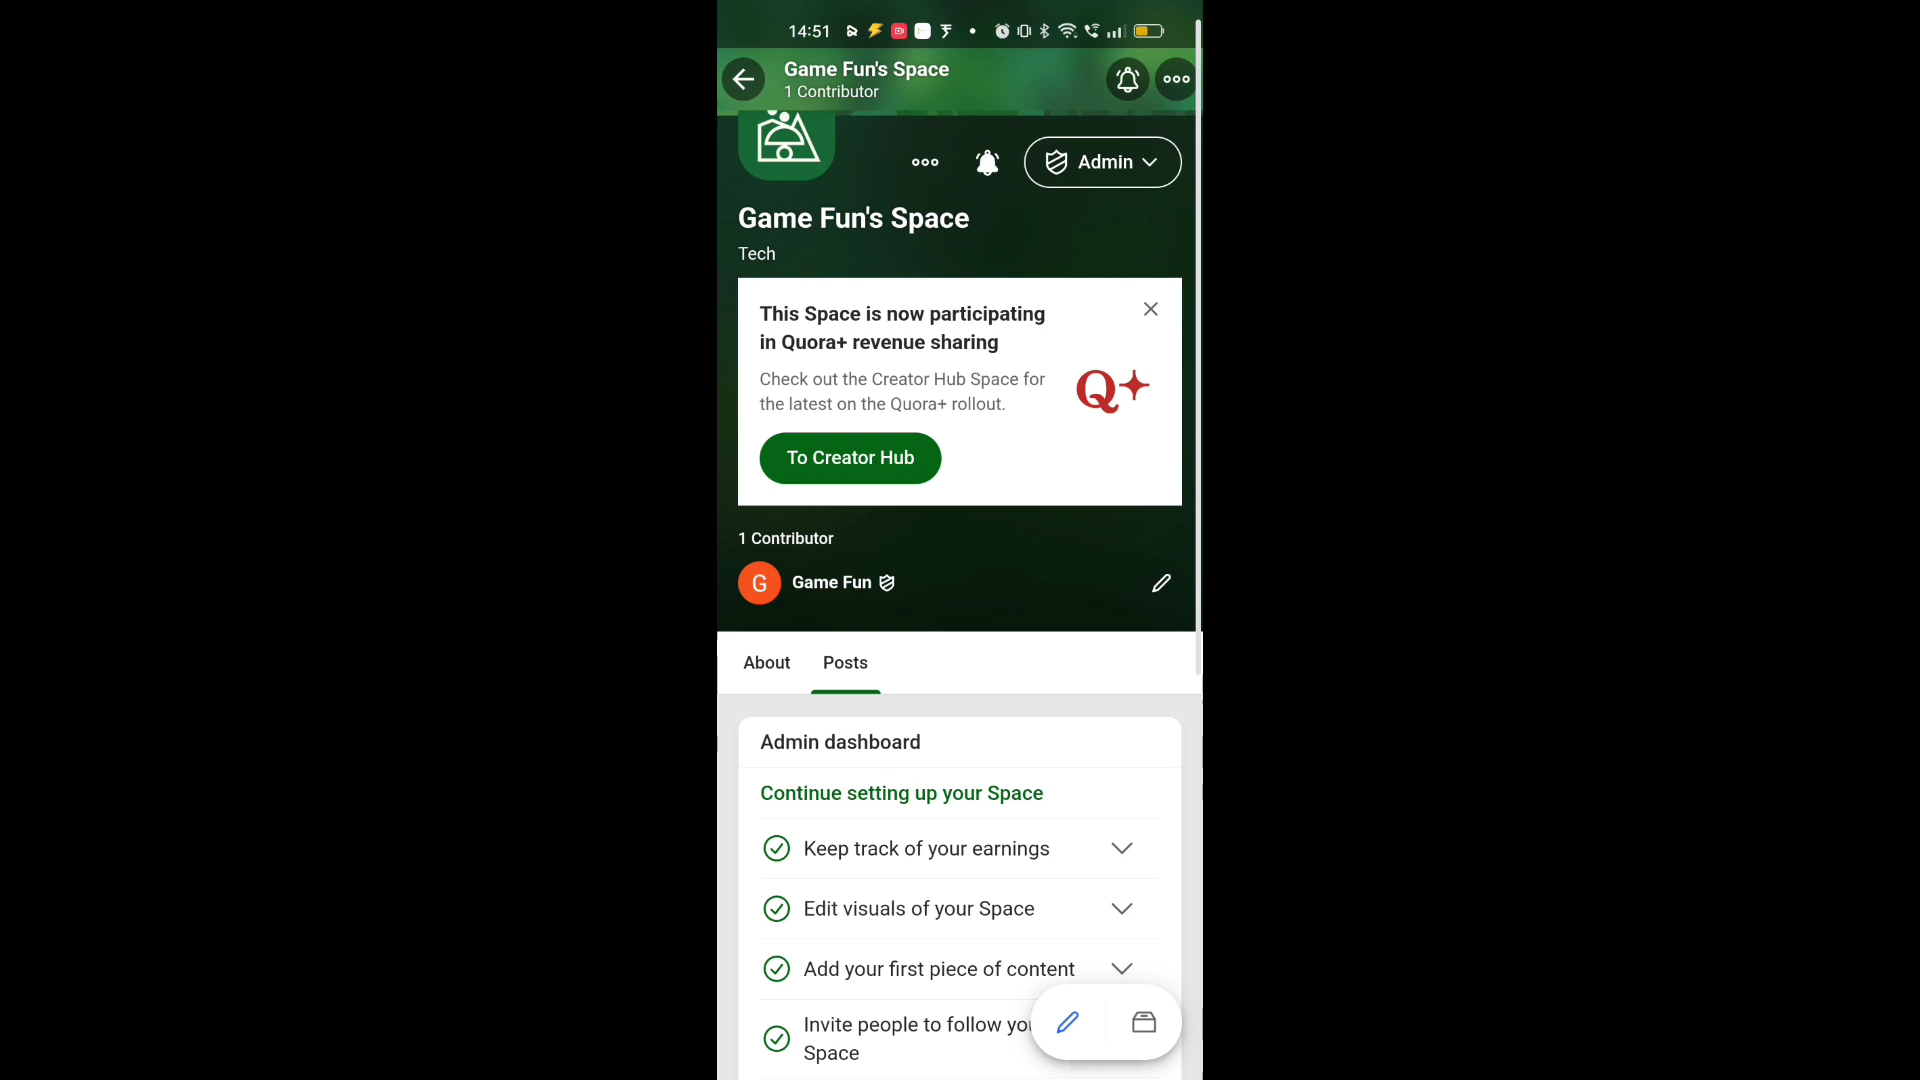 14:51
Game Fun's Space
1 Contributor
Admin
Game Fun's Space
Tech
This Space is now participating
in Quora+ revenue sharing
Check out the Creator Hub Space for
the latest on the Quora+ rollout.
Q+
To Creator Hub
1 Contributor
G
Game Fun
About
Posts
Admin dashboard
Continue setting up your Space
Keep track of your earnings
Edit visuals of your Space
Add your first piece of content
Invite people to follow
Space